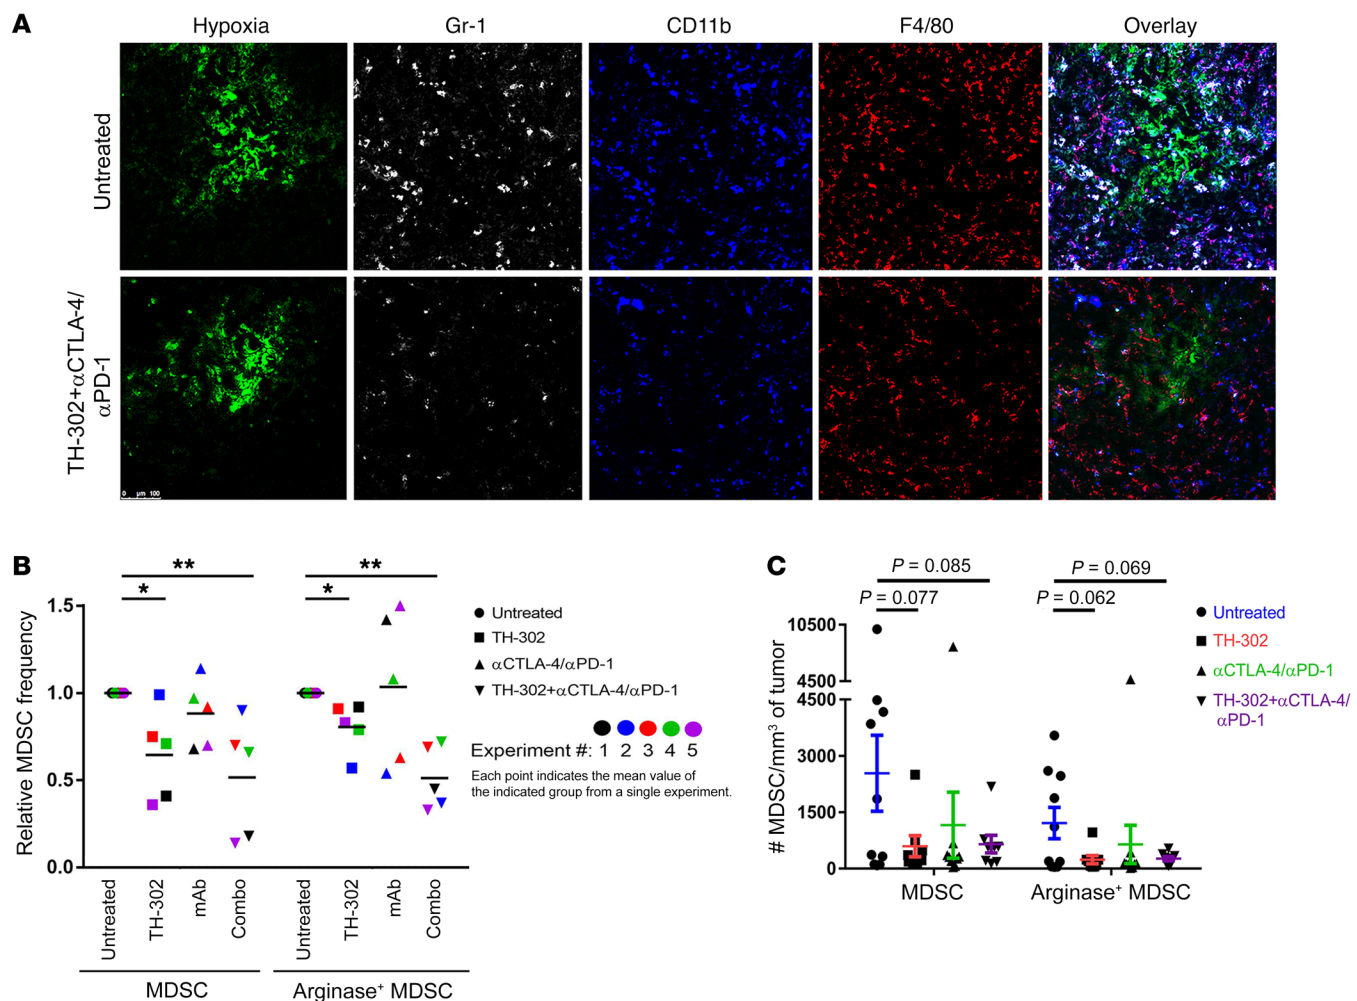 A
Hypoxia Gr-1 CD11b F4/80 Overlay
Untreated
TH-302+αCTLA-4/
αPD-1
0 µm 100
B
** **
* *
Relative MDSC frequency
1.5
1.0
0.5
0.0
Untreated TH-302 mAb Combo Untreated TH-302 mAb Combo
MDSC Arginase⁺ MDSC
Untreated
TH-302
αCTLA-4/αPD-1
TH-302+αCTLA-4/αPD-1
Experiment #: 1 2 3 4 5
Each point indicates the mean value of
the indicated group from a single experiment.
C
P = 0.085 P = 0.069
P = 0.077 P = 0.062
# MDSC/mm³ of tumor
10500
4500
4500
3000
1500
0
MDSC Arginase⁺ MDSC
Untreated
TH-302
αCTLA-4/αPD-1
TH-302+αCTLA-4/
αPD-1